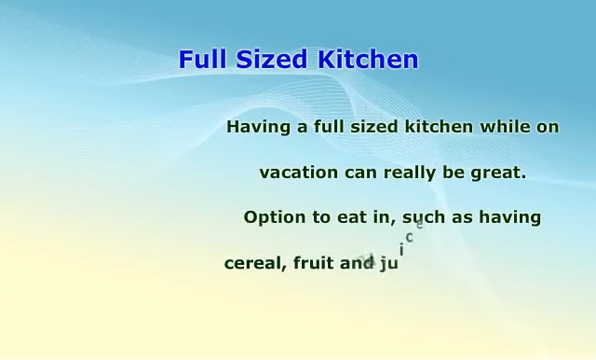 Full Sized Kitchen
Having a full sized kitchen while on
vacation can really be great.
Option to eat in, such as having
cereal, fruit and juice